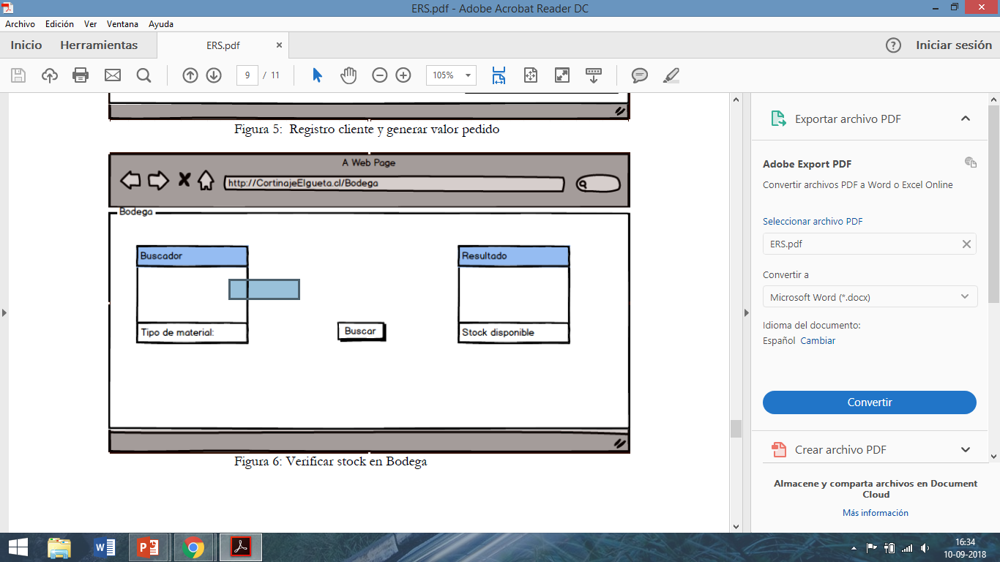 ERS.pdf - Adobe Acrobat Reader DC
Archivo Edición Ver Ventana Ayuda
Inicio Herramientas ERS.pdf × ? Iniciar sesión
9 / 11 105%
Figura 5: Registro cliente y generar valor pedido
A Web Page
http://CortinajeElgueta.cl/Bodega
Bodega
Buscador
Tipo de material:
Buscar
Resultado
Stock disponible
Figura 6: Verificar stock en Bodega
Exportar archivo PDF
Adobe Export PDF
Convertir archivos PDF a Word o Excel Online
Seleccionar archivo PDF
ERS.pdf
Convertir a
Microsoft Word (*.docx)
Idioma del documento:
Español Cambiar
Convertir
Crear archivo PDF
Almacene y comparta archivos en Document
Cloud
Más información
16:34
10-09-2018